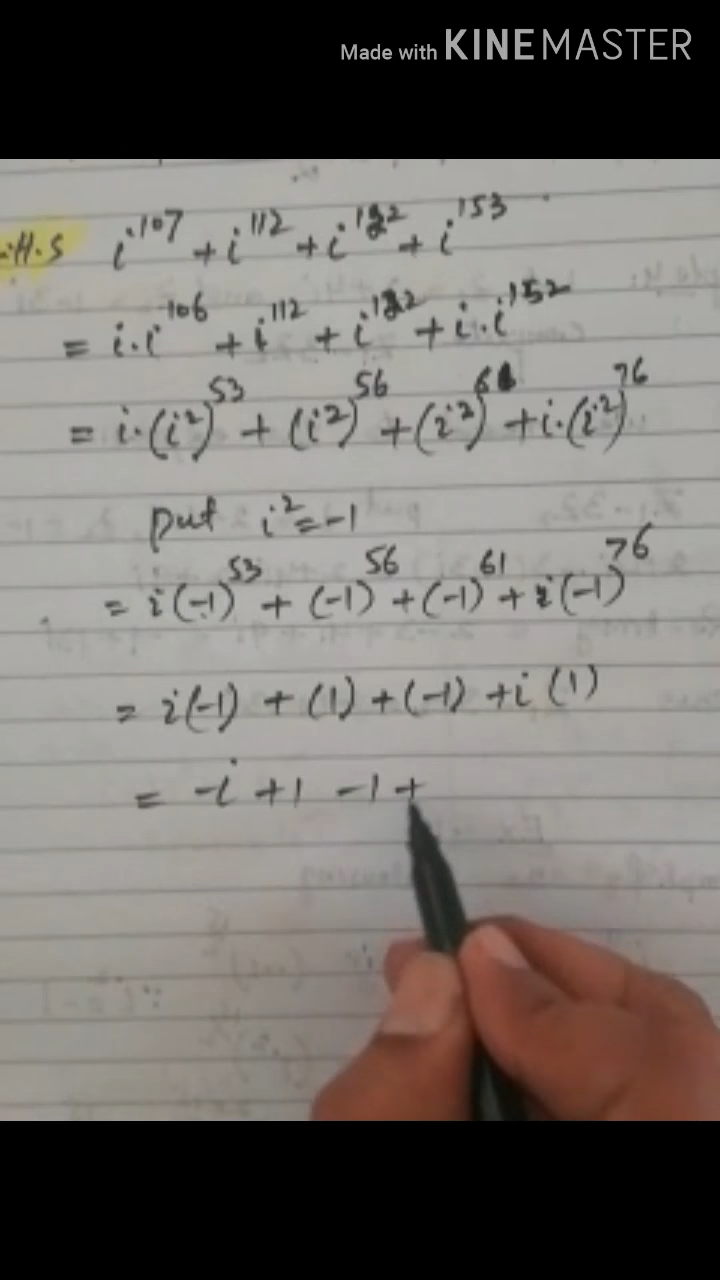 Made with KINEMASTER
.H.S i^107 + i^112 + i^122 + i^153
= i·i^106 + i^112 + i^122 + i·i^152
= i·(i²)^53 + (i²)^56 + (i²)^61 + i·(i²)^76
put i² = -1
= i(-1)^53 + (-1)^56 + (-1)^61 + i(-1)^76
= i(-1) + (1) + (-1) + i (1)
= -i + 1 - 1 +